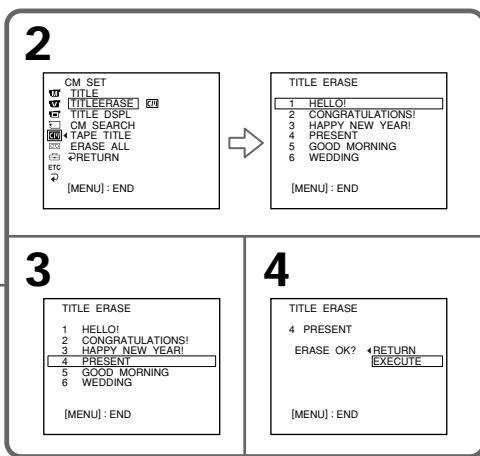 2
CM SET
TITLE
TITLEERASE
TITLE DSPL
CM SEARCH
TAPE TITLE
ERASE ALL
RETURN
ETC
[MENU] : END
TITLE ERASE
1 HELLO!
2 CONGRATULATIONS!
3 HAPPY NEW YEAR!
4 PRESENT
5 GOOD MORNING
6 WEDDING
[MENU] : END
3
TITLE ERASE
1 HELLO!
2 CONGRATULATIONS!
3 HAPPY NEW YEAR!
4 PRESENT
5 GOOD MORNING
6 WEDDING
[MENU] : END
4
TITLE ERASE
4 PRESENT
ERASE OK? RETURN
EXECUTE
[MENU] : END